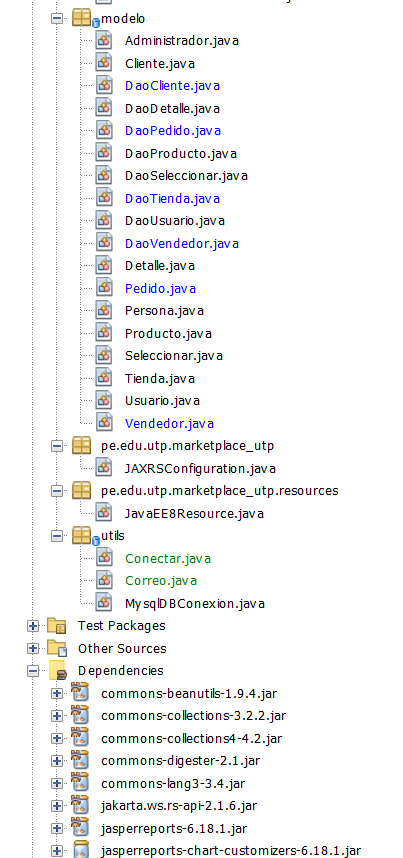 modelo
Administrador.java
Cliente.java
DaoCliente.java
DaoDetalle.java
DaoPedido.java
DaoProducto.java
DaoSeleccionar.java
DaoTienda.java
DaoUsuario.java
DaoVendedor.java
Detalle.java
Pedido.java
Persona.java
Producto.java
Seleccionar.java
Tienda.java
Usuario.java
Vendedor.java
pe.edu.utp.marketplace_utp
JAXRSConfiguration.java
pe.edu.utp.marketplace_utp.resources
JavaEE8Resource.java
utils
Conectar.java
Correo.java
MysqlDBConexion.java
Test Packages
Other Sources
Dependencies
commons-beanutils-1.9.4.jar
commons-collections-3.2.2.jar
commons-collections4-4.2.jar
commons-digester-2.1.jar
commons-lang3-3.4.jar
jakarta.ws.rs-api-2.1.6.jar
jasperreports-6.18.1.jar
jasperreports-chart-customizers-6.18.1.jar